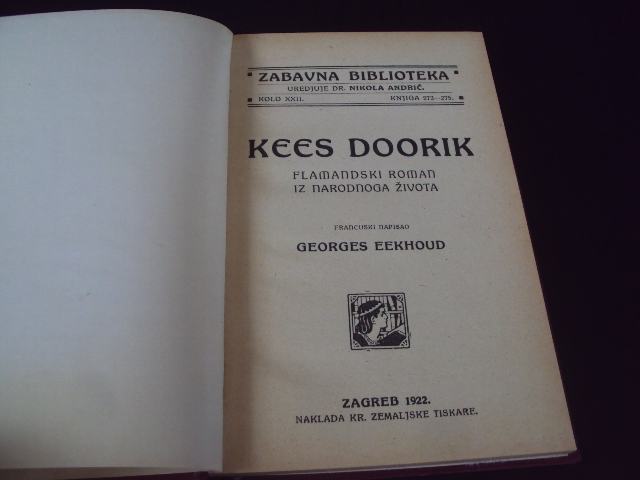 ZABAVNA BIBLIOTEKA
UREDJUJE DR. NIKOLA ANDRIĆ.
KOLO XXII. KNJIGA 273—275.
KEES DOORIK
FLAMANDSKI ROMAN
IZ NARODNOGA ŽIVOTA
FRANCUSKI NAPISAO
GEORGES EEKHOUD
ZAGREB 1922.
NAKLADA KR. ZEMALJSKE TISKARE.